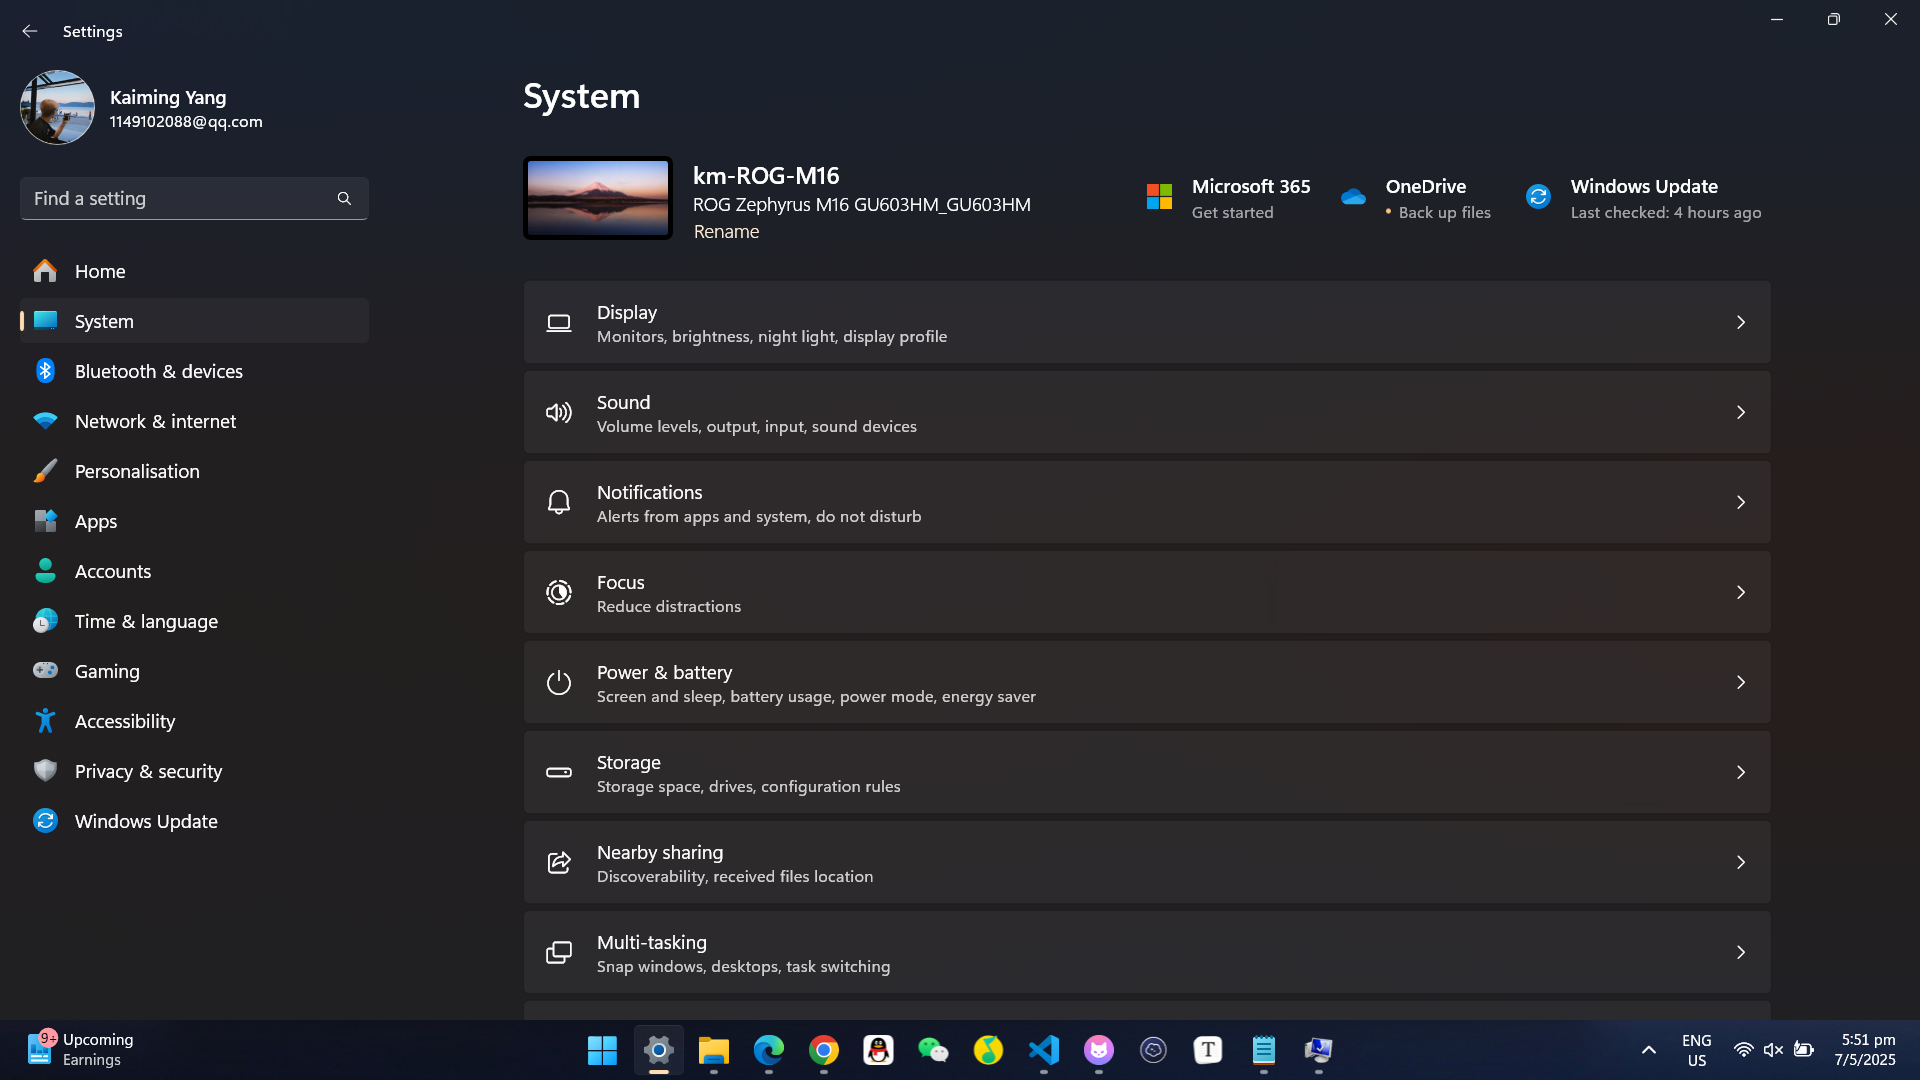 Settings
Kaiming Yang
1149102088@qq.com
Find a setting
Home
System
Bluetooth & devices
Network & internet
Personalisation
Apps
Accounts
Time & language
Gaming
Accessibility
Privacy & security
Windows Update
System
km-ROG-M16
ROG Zephyrus M16 GU603HM_GU603HM
Rename
Microsoft 365
Get started
OneDrive
• Back up files
Windows Update
Last checked: 4 hours ago
Display
Monitors, brightness, night light, display profile
Sound
Volume levels, output, input, sound devices
Notifications
Alerts from apps and system, do not disturb
Focus
Reduce distractions
Power & battery
Screen and sleep, battery usage, power mode, energy saver
Storage
Storage space, drives, configuration rules
Nearby sharing
Discoverability, received files location
Multi-tasking
Snap windows, desktops, task switching
9+
Upcoming
Earnings
T
ENG
US
5:51 pm
7/5/2025